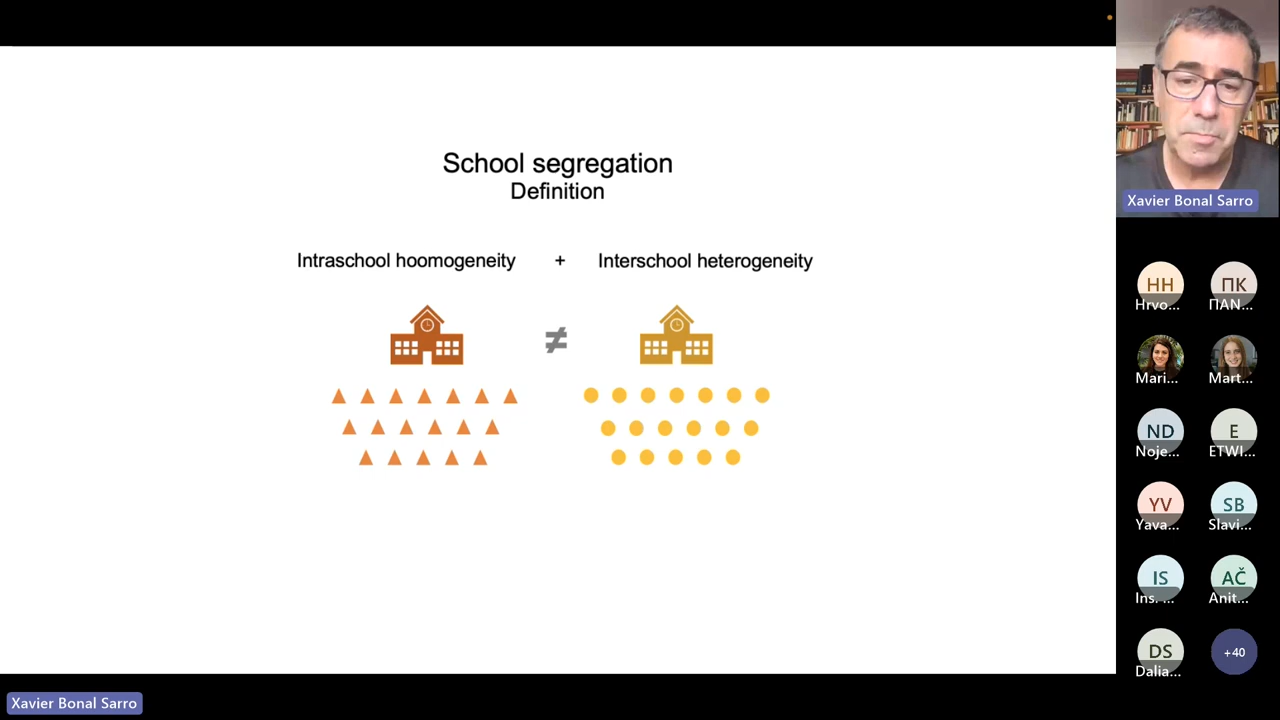 School segregation
Definition
Intraschool hoomogeneity + Interschool heterogeneity
≠
Xavier Bonal Sarro
HH ПК
Hrvo... ΠΑΝ...
Mari... Mart...
ND E
Noje... ETWI...
YV SB
Yava... Slavi...
IS AČ
Ins. ... Anit...
DS +40
Dalia...
Xavier Bonal Sarro